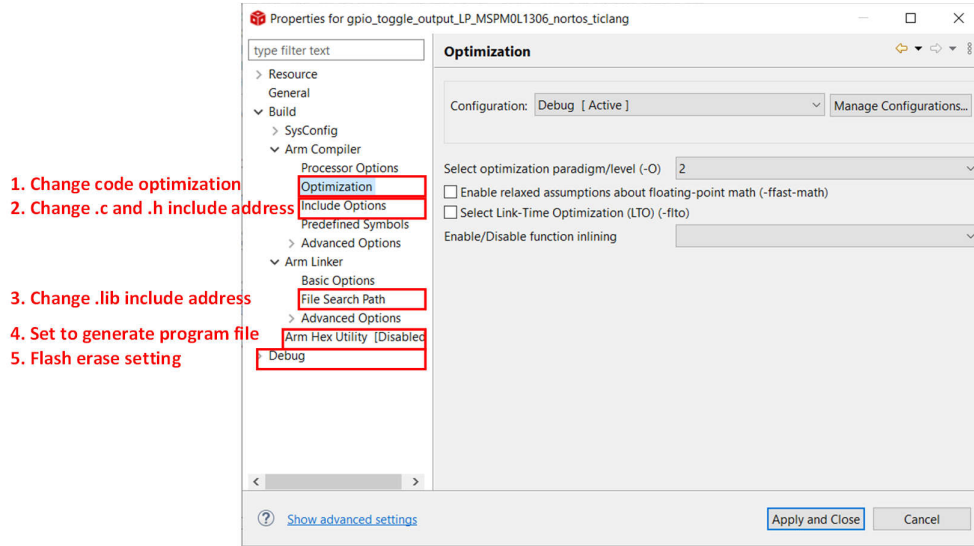 Properties for gpio_toggle_output_LP_MSPM0L1306_nortos_ticlang
type filter text
Resource
General
Build
SysConfig
Arm Compiler
Processor Options
Optimization
Include Options
Predefined Symbols
Advanced Options
Arm Linker
Basic Options
File Search Path
Advanced Options
Arm Hex Utility [Disabled
Debug
1. Change code optimization
2. Change .c and .h include address
3. Change .lib include address
4. Set to generate program file
5. Flash erase setting
Optimization
Configuration: Debug [ Active ] Manage Configurations...
Select optimization paradigm/level (-O) 2
Enable relaxed assumptions about floating-point math (-ffast-math)
Select Link-Time Optimization (LTO) (-flto)
Enable/Disable function inlining
Show advanced settings
Apply and Close
Cancel